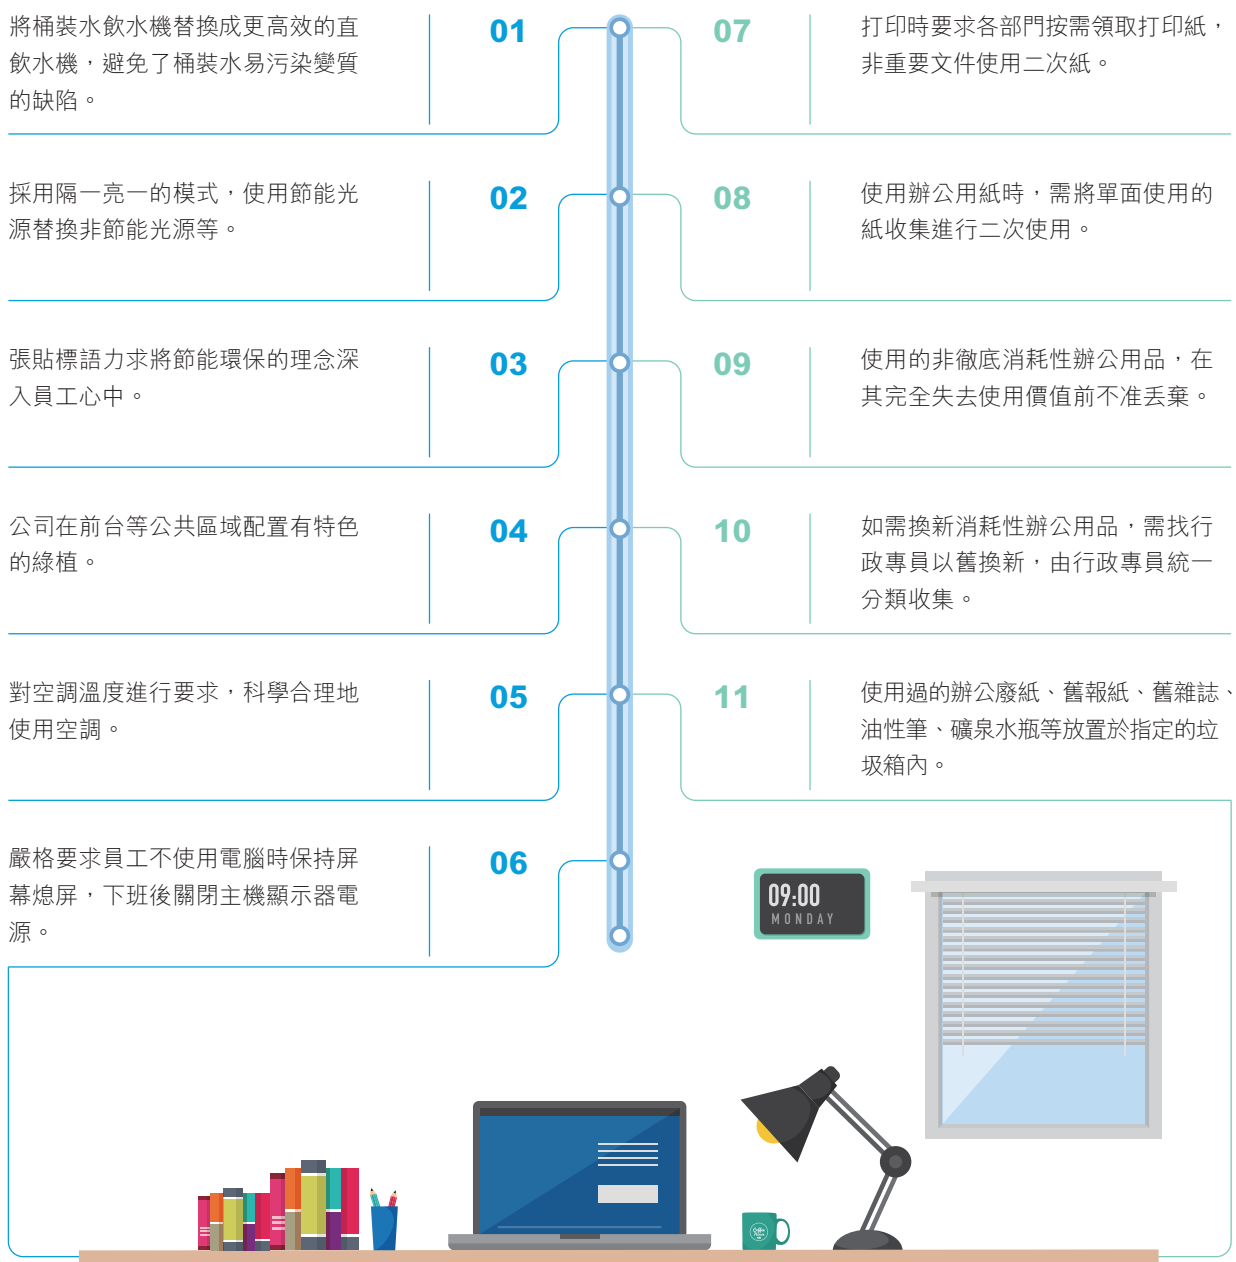 將桶裝水飲水機替換成更高效的直
飲水機，避免了桶裝水易污染變質
的缺陷。
01
採用隔一亮一的模式，使用節能光
源替換非節能光源等。
02
張貼標語力求將節能環保的理念深
入員工心中。
03
公司在前台等公共區域配置有特色
的綠植。
04
對空調溫度進行要求，科學合理地
使用空調。
05
嚴格要求員工不使用電腦時保持屏
幕熄屏，下班後關閉主機顯示器電
源。
06
07
打印時要求各部門按需領取打印紙，
非重要文件使用二次紙。
08
使用辦公用紙時，需將單面使用的
紙收集進行二次使用。
09
使用的非徹底消耗性辦公用品，在
其完全失去使用價值前不准丟棄。
10
如需換新消耗性辦公用品，需找行
政專員以舊換新，由行政專員統一
分類收集。
11
使用過的辦公廢紙、舊報紙、舊雜誌、
油性筆、礦泉水瓶等放置於指定的垃
圾箱內。
09:00
MONDAY